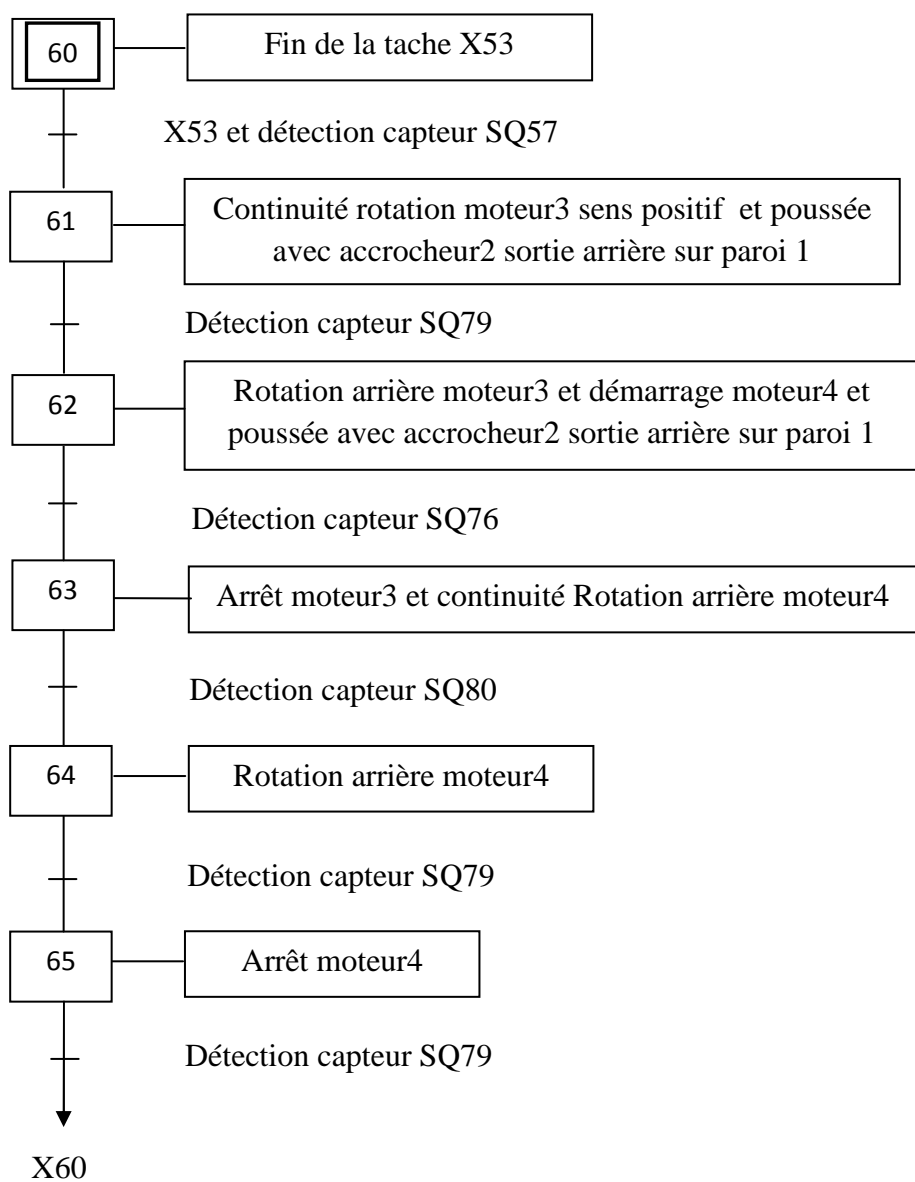 60
Fin de la tache X53
X53 et détection capteur SQ57
61
Continuité rotation moteur3 sens positif et poussée
avec accrocheur2 sortie arrière sur paroi 1
Détection capteur SQ79
62
Rotation arrière moteur3 et démarrage moteur4 et
poussée avec accrocheur2 sortie arrière sur paroi 1
Détection capteur SQ76
63
Arrêt moteur3 et continuité Rotation arrière moteur4
Détection capteur SQ80
64
Rotation arrière moteur4
Détection capteur SQ79
65
Arrêt moteur4
Détection capteur SQ79
X60